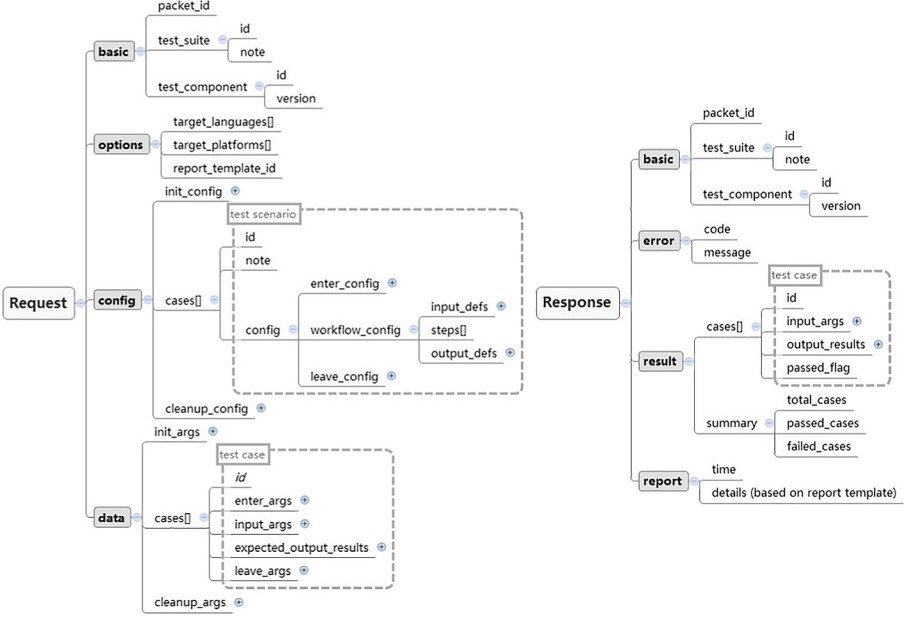 Request
basic
packet_id
test_suite
id
note
test_component
id
version
options
target_languages[]
target_platforms[]
report_template_id
config
init_config
test scenario
cases[]
id
note
config
enter_config
workflow_config
input_defs
steps[]
output_defs
leave_config
cleanup_config
data
init_args
test case
cases[]
id
enter_args
input_args
expected_output_results
leave_args
cleanup_args
Response
basic
packet_id
test_suite
id
note
test_component
id
version
error
code
message
result
test case
cases[]
id
input_args
output_results
passed_flag
summary
total_cases
passed_cases
failed_cases
report
time
details (based on report template)